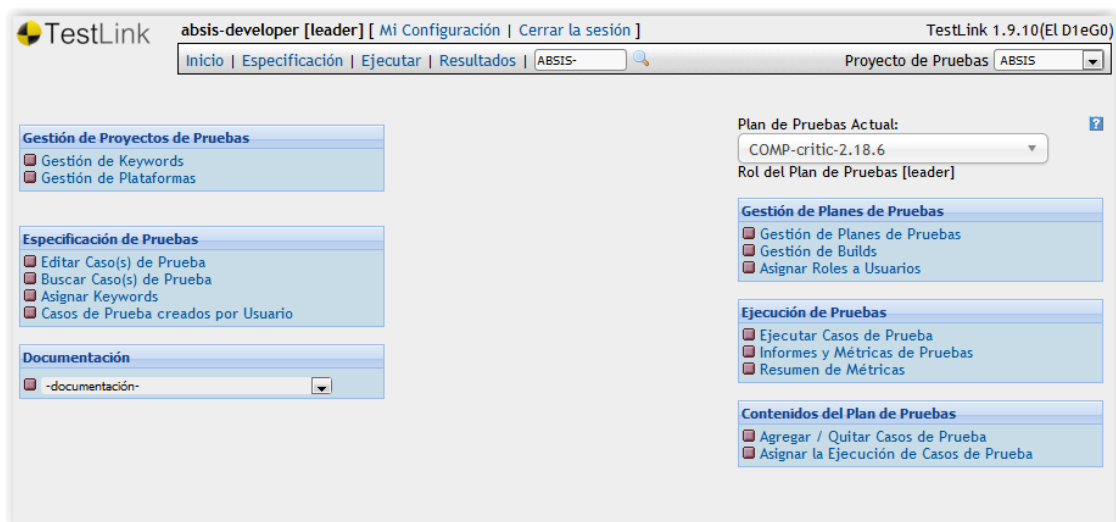 TestLink
absis-developer [leader] [ Mi Configuración | Cerrar la sesión ]
TestLink 1.9.10(El D1eG0)
Inicio | Especificación | Ejecutar | Resultados | ABSIS-
Proyecto de Pruebas ABSIS
Gestión de Proyectos de Pruebas
Gestión de Keywords
Gestión de Plataformas
Especificación de Pruebas
Editar Caso(s) de Prueba
Buscar Caso(s) de Prueba
Asignar Keywords
Casos de Prueba creados por Usuario
Documentación
-documentación-
Plan de Pruebas Actual:
?
COMP-critic-2.18.6
Rol del Plan de Pruebas [leader]
Gestión de Planes de Pruebas
Gestión de Planes de Pruebas
Gestión de Builds
Asignar Roles a Usuarios
Ejecución de Pruebas
Ejecutar Casos de Prueba
Informes y Métricas de Pruebas
Resumen de Métricas
Contenidos del Plan de Pruebas
Agregar / Quitar Casos de Prueba
Asignar la Ejecución de Casos de Prueba